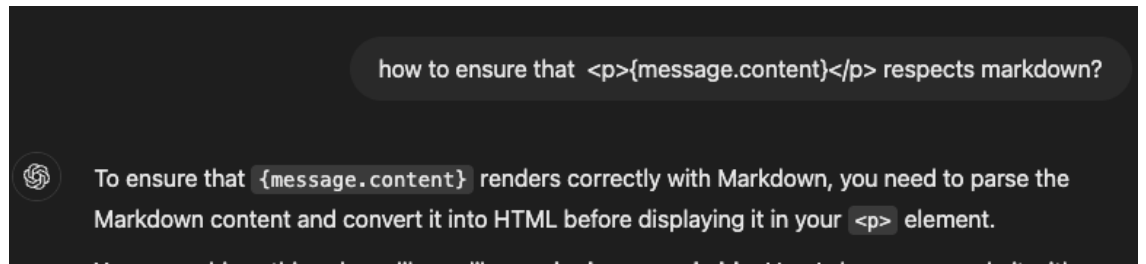 how to ensure that <p>{message.content}</p> respects markdown?
To ensure that {message.content} renders correctly with Markdown, you need to parse the
Markdown content and convert it into HTML before displaying it in your <p> element.